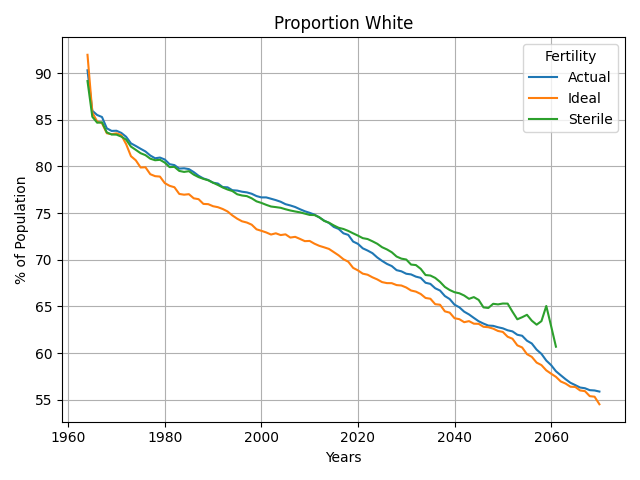 Proportion White
Fertility
Actual
Ideal
Sterile
% of Population
90
85
80
75
70
65
60
55
1960
1980
2000
2020
2040
2060
Years